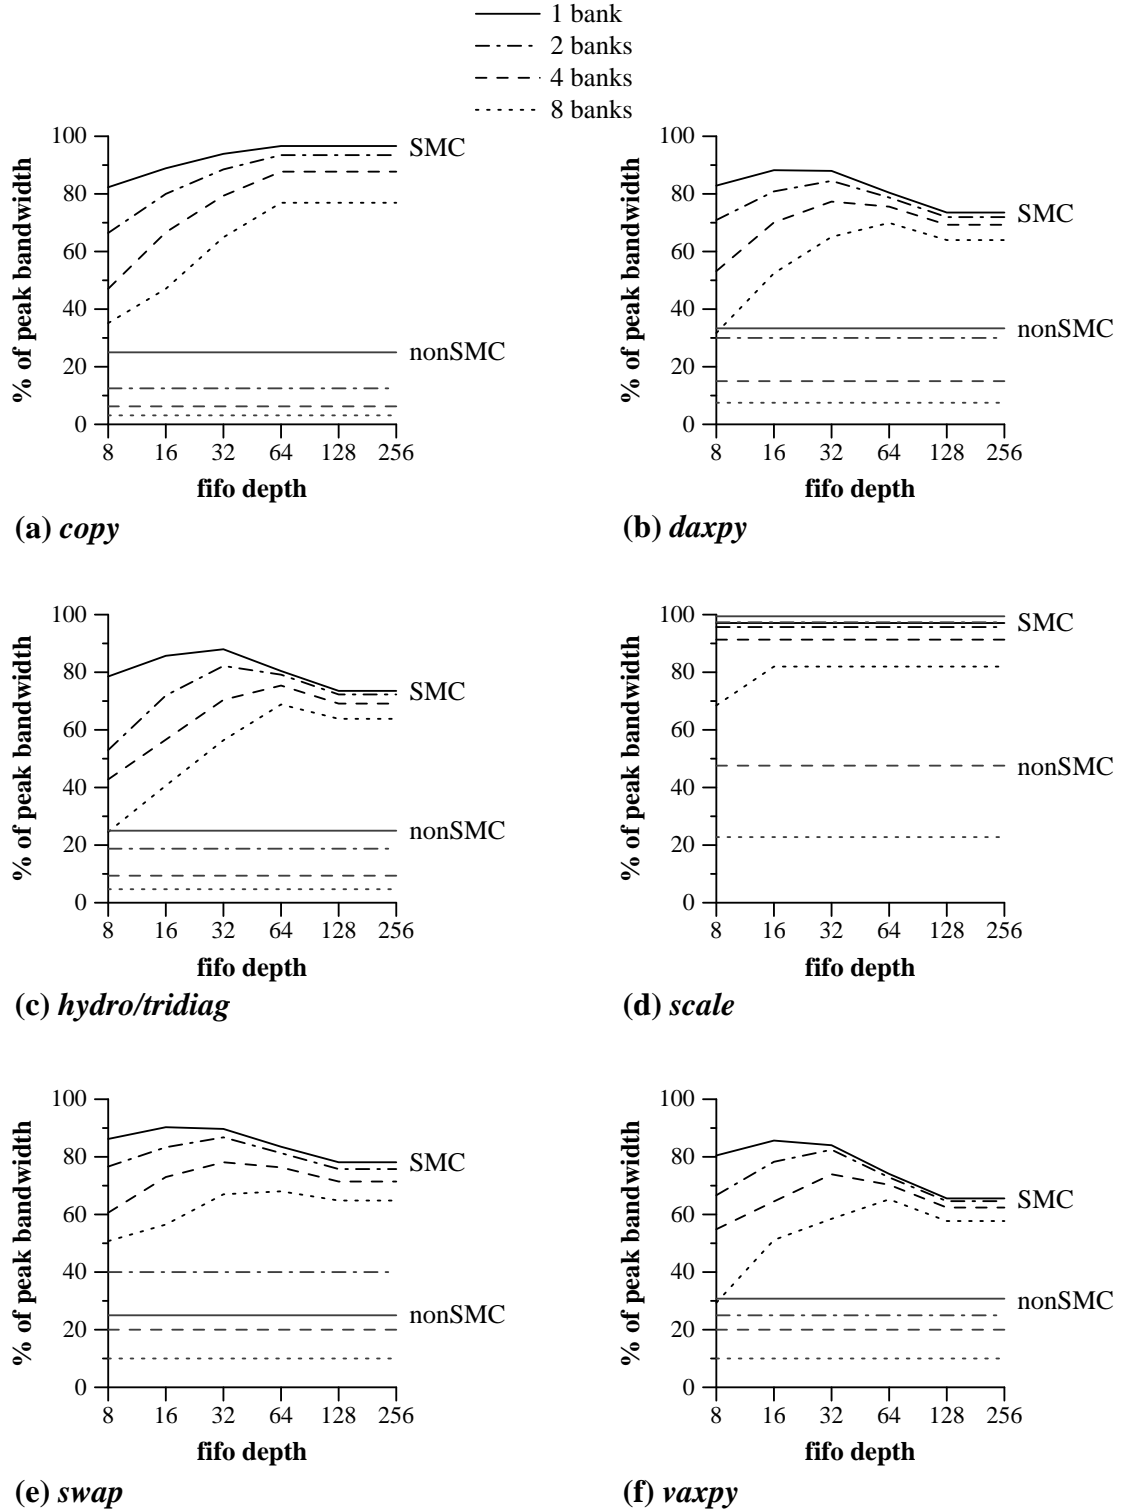 1 bank
2 banks
4 banks
8 banks
% of peak bandwidth
100
80
60
40
20
0
SMC
nonSMC
8 16 32 64 128 256
fifo depth
(a) copy
% of peak bandwidth
100
80
60
40
20
0
SMC
nonSMC
8 16 32 64 128 256
fifo depth
(b) daxpy
% of peak bandwidth
100
80
60
40
20
0
SMC
nonSMC
8 16 32 64 128 256
fifo depth
(c) hydro/tridiag
% of peak bandwidth
100
80
60
40
20
0
SMC
nonSMC
8 16 32 64 128 256
fifo depth
(d) scale
% of peak bandwidth
100
80
60
40
20
0
SMC
nonSMC
8 16 32 64 128 256
fifo depth
(e) swap
% of peak bandwidth
100
80
60
40
20
0
SMC
nonSMC
8 16 32 64 128 256
fifo depth
(f) vaxpy